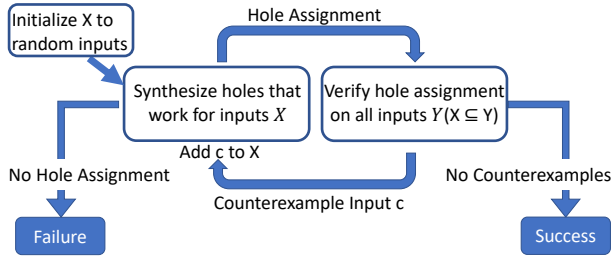 Hole Assignment
Initialize X to
random inputs
Synthesize holes that
work for inputs X
Verify hole assignment
on all inputs Y(X ⊆ Y)
Add c to X
No Hole Assignment
No Counterexamples
Counterexample Input c
Failure
Success